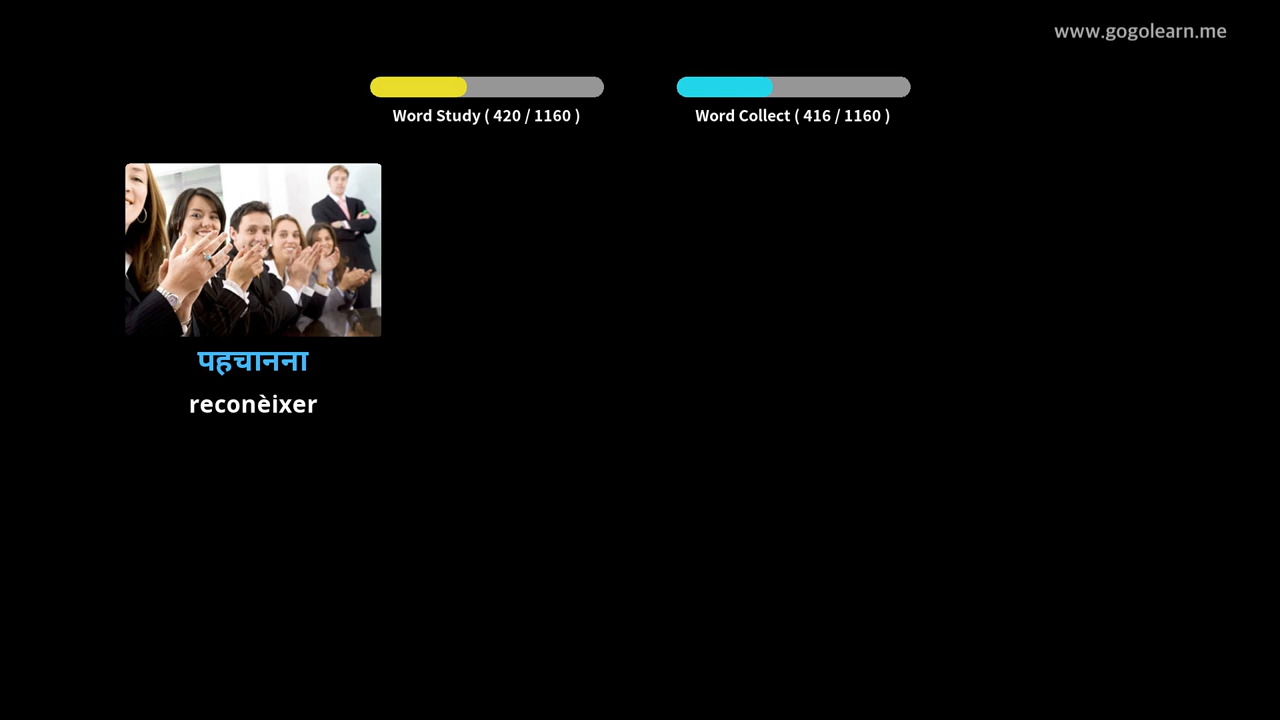 www.gogolearn.me
Word Study ( 420 / 1160 )
Word Collect ( 416 / 1160 )
पहचानना
reconèixer